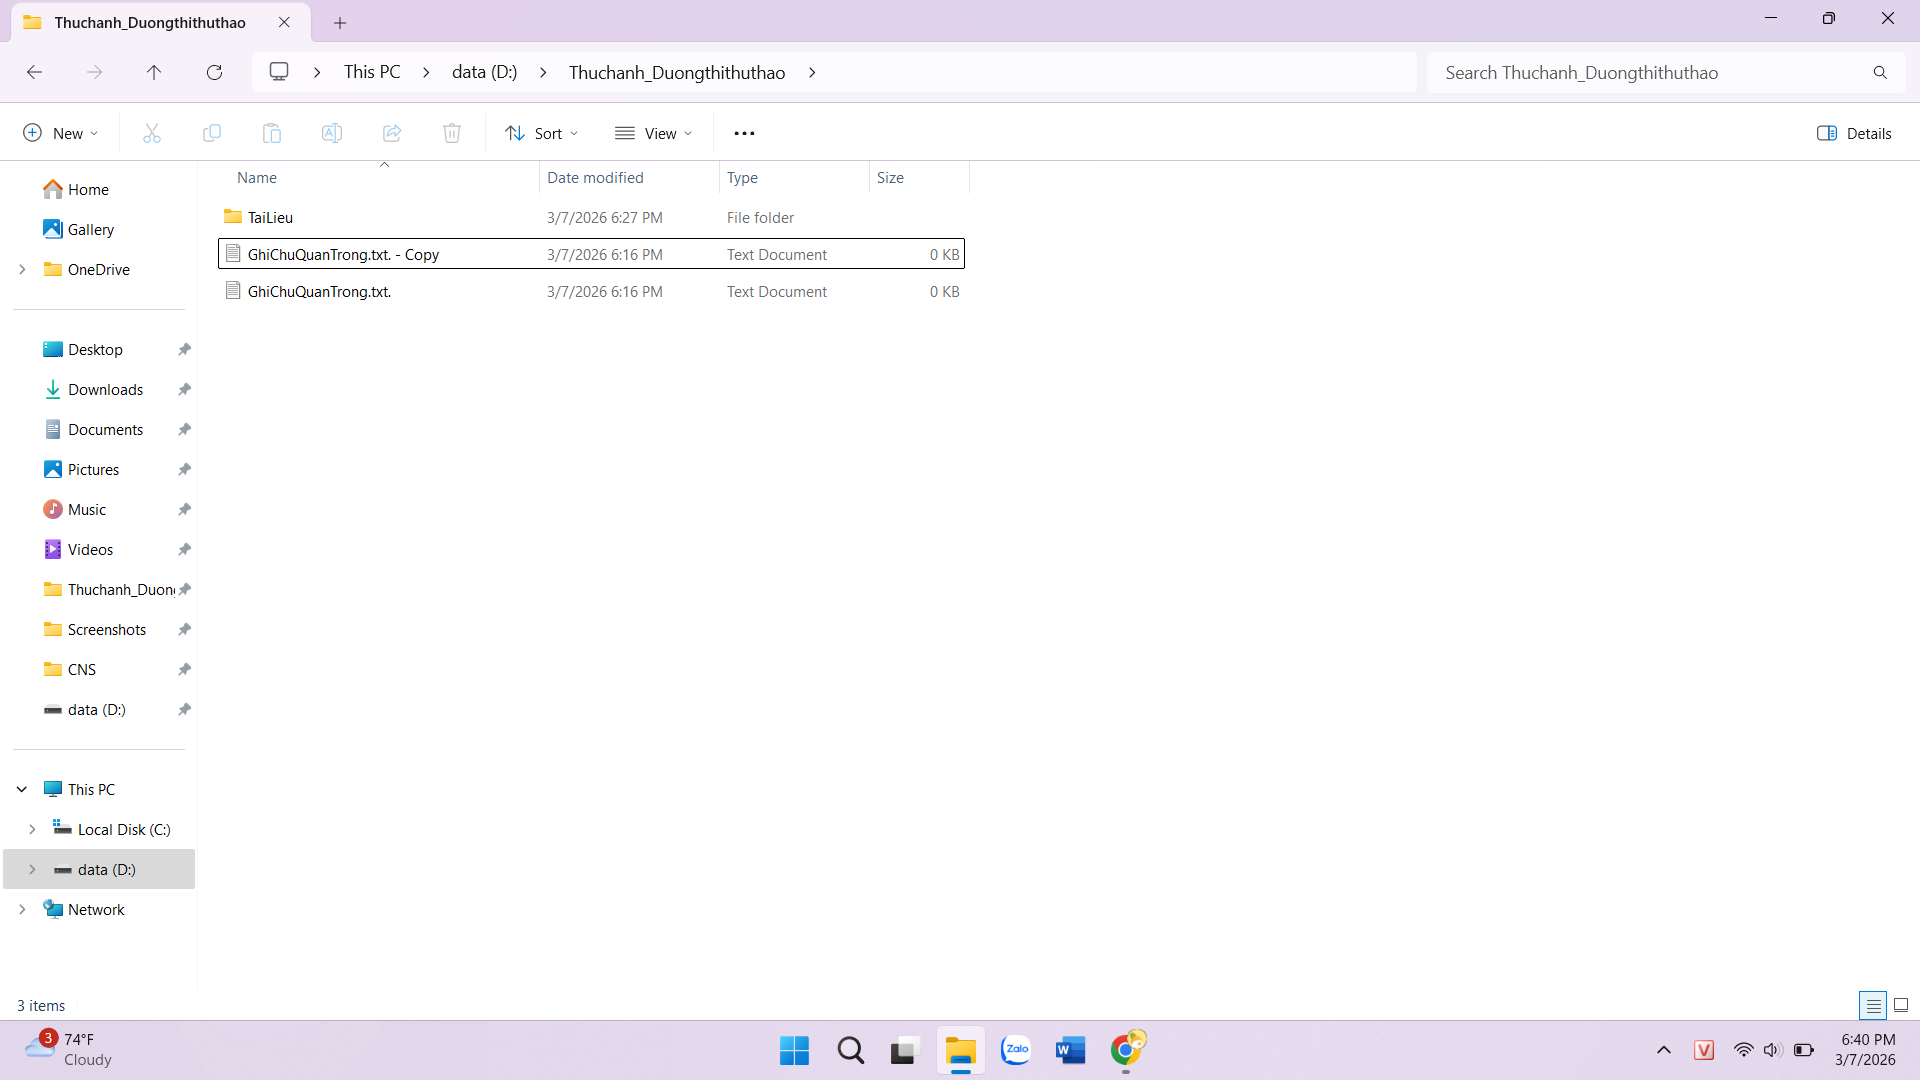 Thuchanh_Duongthithuthao
This PC > data (D:) > Thuchanh_Duongthithuthao >
Search Thuchanh_Duongthithuthao
New
Sort
View
Details
Name Date modified Type Size
TaiLieu 3/7/2026 6:27 PM File folder
GhiChuQuanTrong.txt. - Copy 3/7/2026 6:16 PM Text Document 0 KB
GhiChuQuanTrong.txt. 3/7/2026 6:16 PM Text Document 0 KB
Home
Gallery
OneDrive
Desktop
Downloads
Documents
Pictures
Music
Videos
Thuchanh_Duon
Screenshots
CNS
data (D:)
This PC
Local Disk (C:)
data (D:)
Network
3 items
3
74°F
Cloudy
Zalo
W
V
6:40 PM
3/7/2026